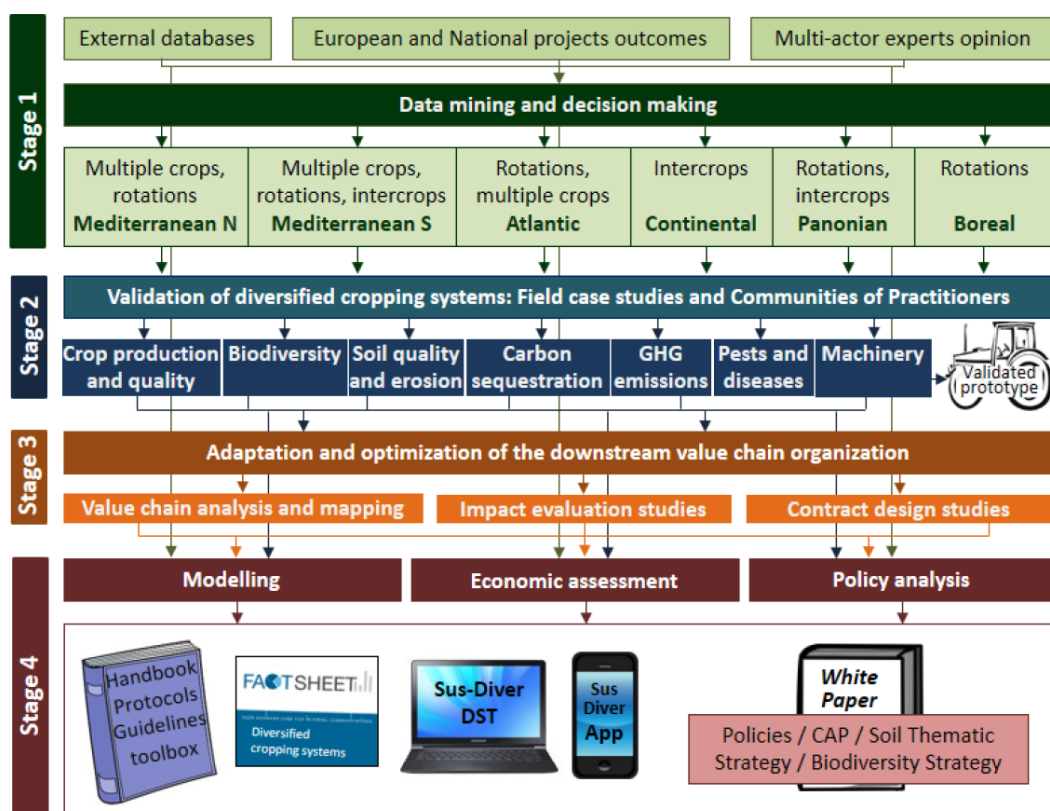 Stage 1
External databases
European and National projects outcomes
Multi-actor experts opinion
Data mining and decision making
Multiple crops,
rotations
Mediterranean N
Multiple crops,
rotations, intercrops
Mediterranean S
Rotations,
multiple crops
Atlantic
Intercrops
Continental
Rotations,
intercrops
Panonian
Rotations
Boreal
Stage 2
Validation of diversified cropping systems: Field case studies and Communities of Practitioners
Crop production
and quality
Biodiversity
Soil quality
and erosion
Carbon
sequestration
GHG
emissions
Pests and
diseases
Machinery
Validated
prototype
Stage 3
Adaptation and optimization of the downstream value chain organization
Value chain analysis and mapping
Impact evaluation studies
Contract design studies
Stage 4
Modelling
Economic assessment
Policy analysis
Handbook
Protocols
Guidelines
toolbox
FACTSHEET
Diversified
cropping systems
Sus-Diver
DST
Sus
Diver
App
White
Paper
Policies / CAP / Soil Thematic
Strategy / Biodiversity Strategy